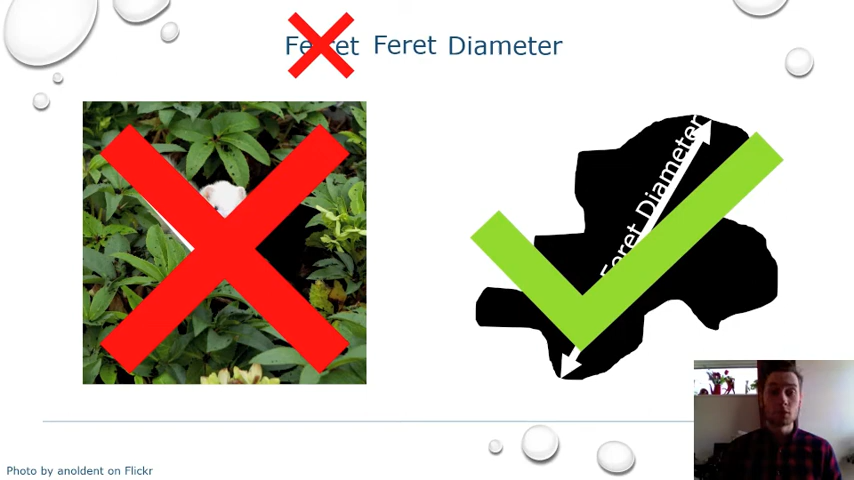 Ferret Feret Diameter
Feret Diameter
Photo by anoldent on Flickr